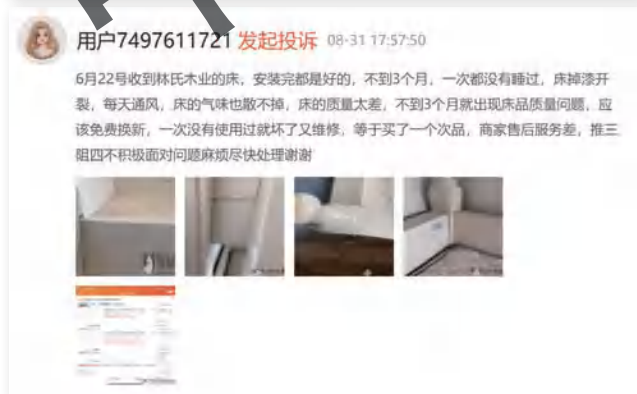 用户7497611721 发起投诉 08-31 17:57:50
6月22号收到林氏木业的床，安装完都是好的，不到3个月，一次都没有睡过，床掉漆开
裂，每天通风，床的气味也散不掉，床的质量太差，不到3个月就出现床品质量问题，应
该免费换新，一次没有使用过就坏了又维修，等于买了一个次品，商家售后服务差，推三
阻四不积极面对问题麻烦尽快处理谢谢